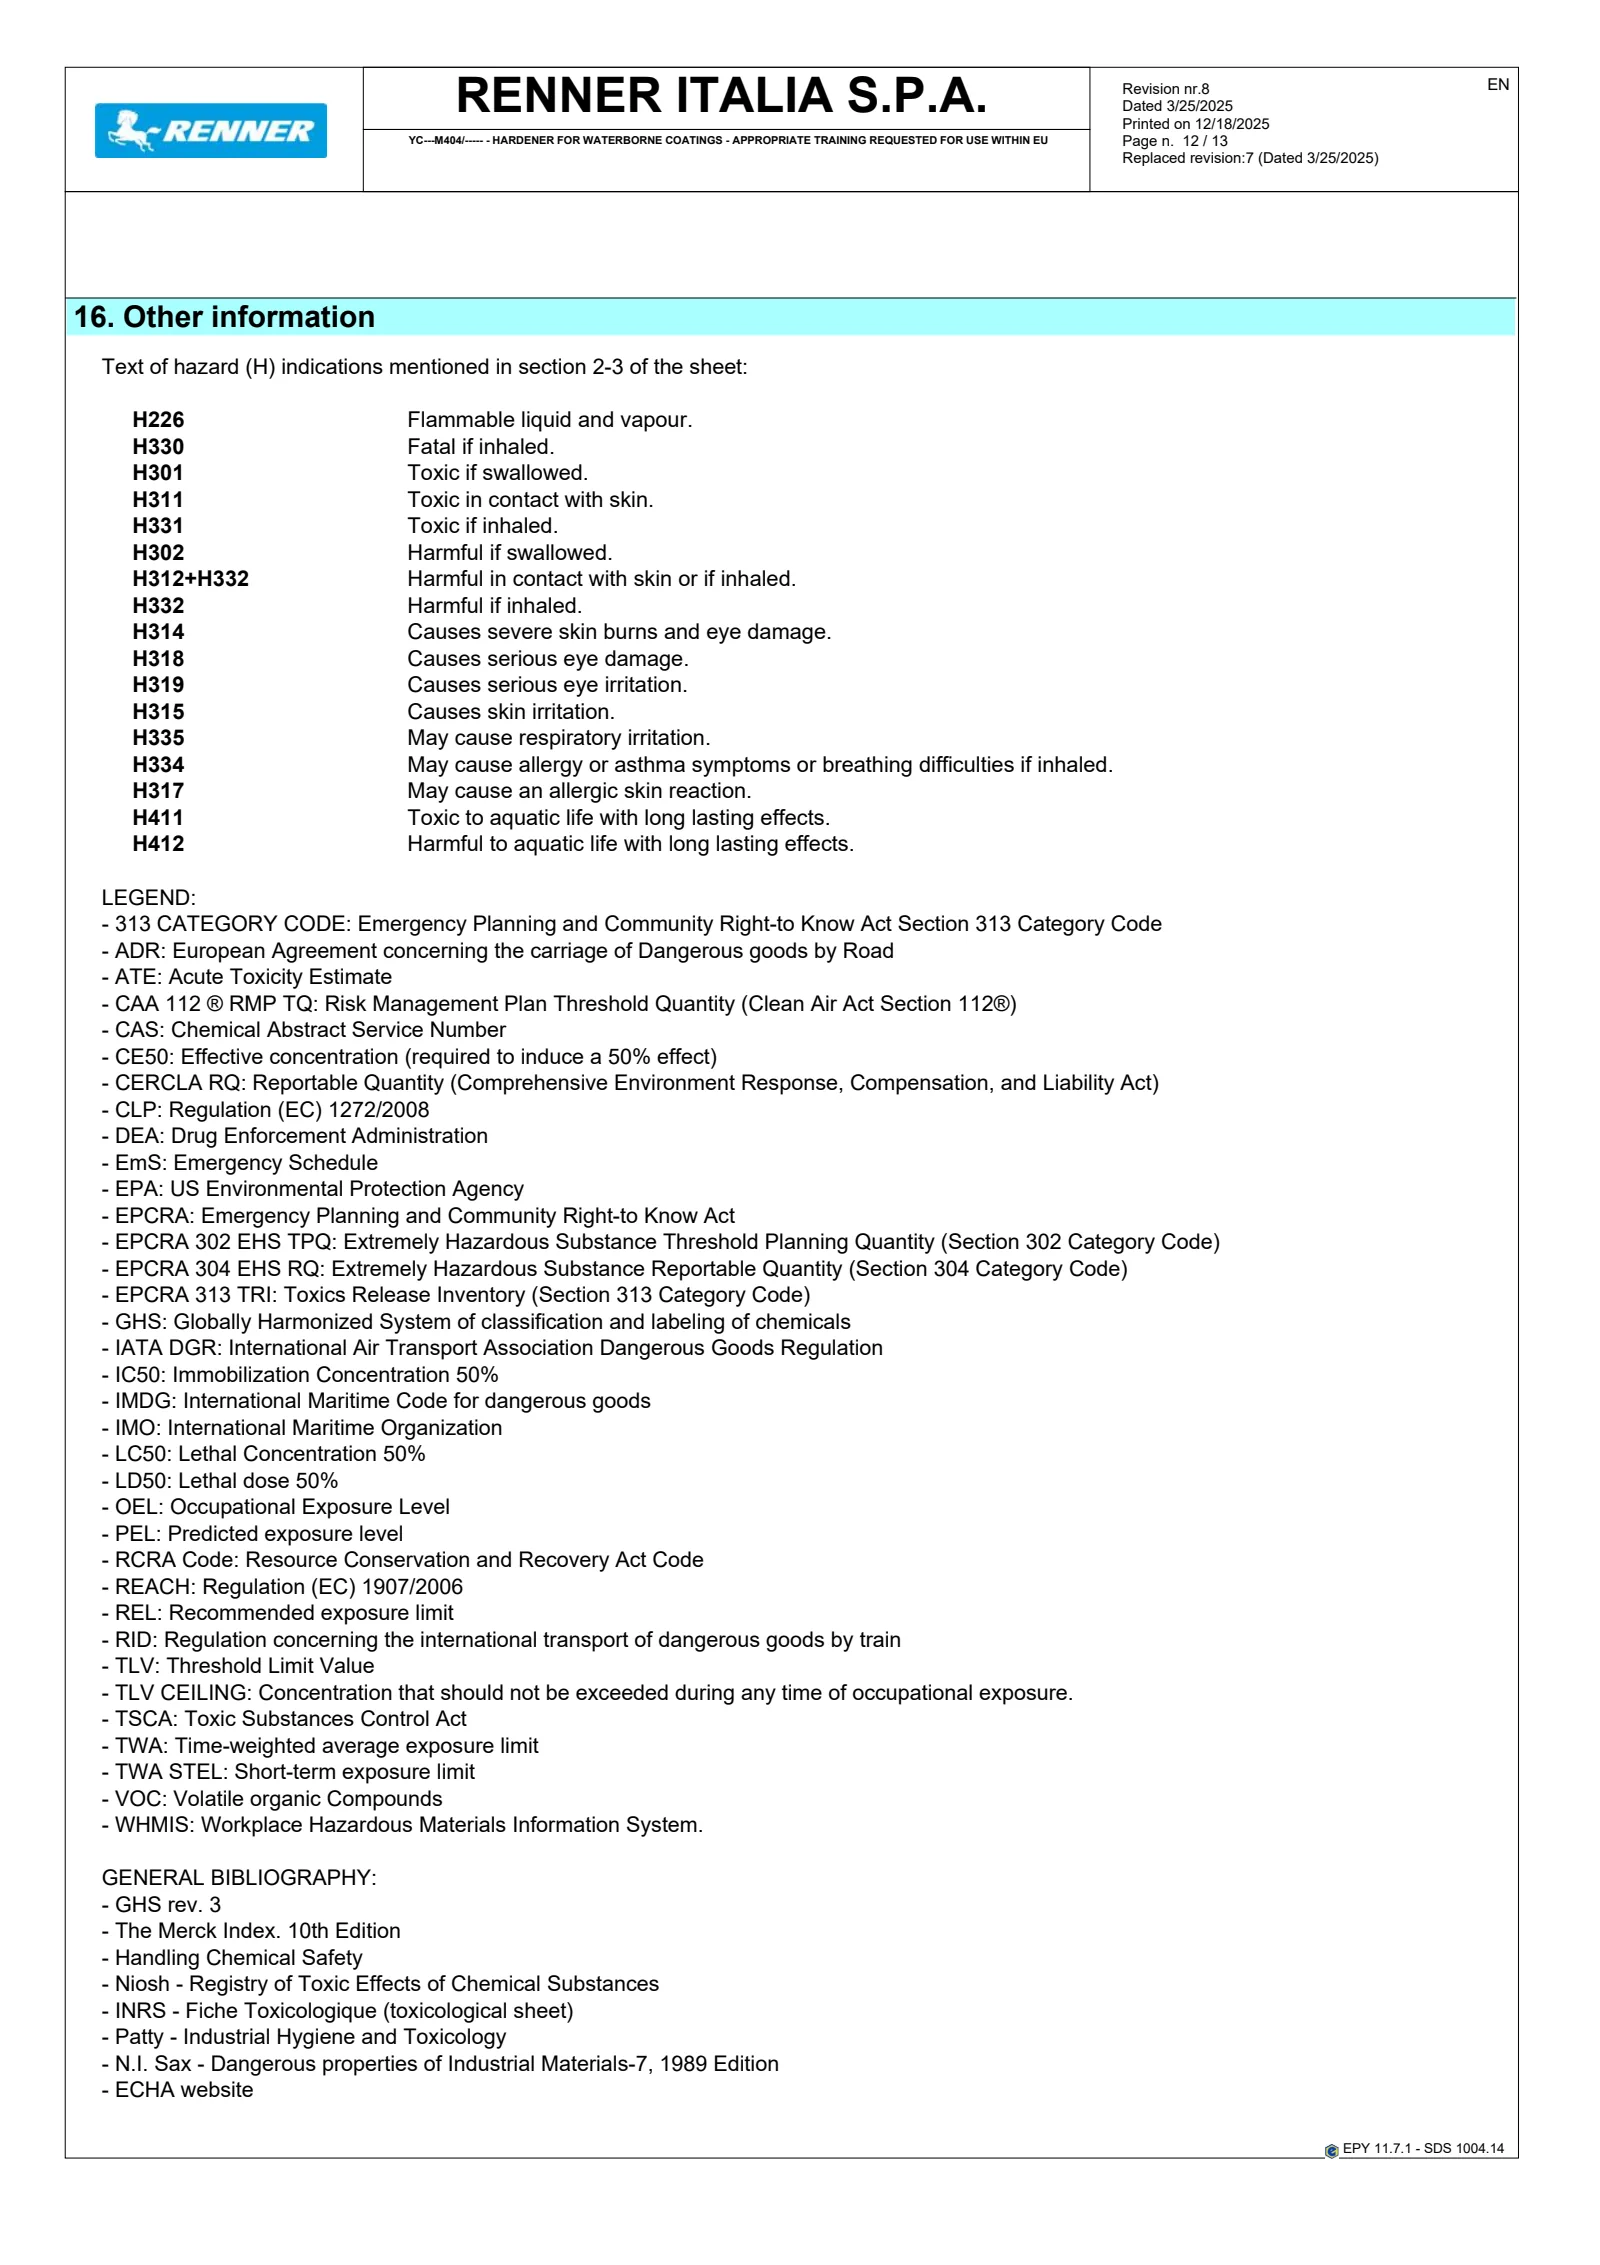 RENNER
RENNER ITALIA S.P.A.
YC---M404/----- - HARDENER FOR WATERBORNE COATINGS - APPROPRIATE TRAINING REQUESTED FOR USE WITHIN EU
Revision nr.8
Dated 3/25/2025
Printed on 12/18/2025
Page n. 12 / 13
Replaced revision:7 (Dated 3/25/2025)
EN
16. Other information
Text of hazard (H) indications mentioned in section 2-3 of the sheet:
H226 Flammable liquid and vapour.
H330 Fatal if inhaled.
H301 Toxic if swallowed.
H311 Toxic in contact with skin.
H331 Toxic if inhaled.
H302 Harmful if swallowed.
H312+H332 Harmful in contact with skin or if inhaled.
H332 Harmful if inhaled.
H314 Causes severe skin burns and eye damage.
H318 Causes serious eye damage.
H319 Causes serious eye irritation.
H315 Causes skin irritation.
H335 May cause respiratory irritation.
H334 May cause allergy or asthma symptoms or breathing difficulties if inhaled.
H317 May cause an allergic skin reaction.
H411 Toxic to aquatic life with long lasting effects.
H412 Harmful to aquatic life with long lasting effects.
LEGEND:
- 313 CATEGORY CODE: Emergency Planning and Community Right-to Know Act Section 313 Category Code
- ADR: European Agreement concerning the carriage of Dangerous goods by Road
- ATE: Acute Toxicity Estimate
- CAA 112 ® RMP TQ: Risk Management Plan Threshold Quantity (Clean Air Act Section 112®)
- CAS: Chemical Abstract Service Number
- CE50: Effective concentration (required to induce a 50% effect)
- CERCLA RQ: Reportable Quantity (Comprehensive Environment Response, Compensation, and Liability Act)
- CLP: Regulation (EC) 1272/2008
- DEA: Drug Enforcement Administration
- EmS: Emergency Schedule
- EPA: US Environmental Protection Agency
- EPCRA: Emergency Planning and Community Right-to Know Act
- EPCRA 302 EHS TPQ: Extremely Hazardous Substance Threshold Planning Quantity (Section 302 Category Code)
- EPCRA 304 EHS RQ: Extremely Hazardous Substance Reportable Quantity (Section 304 Category Code)
- EPCRA 313 TRI: Toxics Release Inventory (Section 313 Category Code)
- GHS: Globally Harmonized System of classification and labeling of chemicals
- IATA DGR: International Air Transport Association Dangerous Goods Regulation
- IC50: Immobilization Concentration 50%
- IMDG: International Maritime Code for dangerous goods
- IMO: International Maritime Organization
- LC50: Lethal Concentration 50%
- LD50: Lethal dose 50%
- OEL: Occupational Exposure Level
- PEL: Predicted exposure level
- RCRA Code: Resource Conservation and Recovery Act Code
- REACH: Regulation (EC) 1907/2006
- REL: Recommended exposure limit
- RID: Regulation concerning the international transport of dangerous goods by train
- TLV: Threshold Limit Value
- TLV CEILING: Concentration that should not be exceeded during any time of occupational exposure.
- TSCA: Toxic Substances Control Act
- TWA: Time-weighted average exposure limit
- TWA STEL: Short-term exposure limit
- VOC: Volatile organic Compounds
- WHMIS: Workplace Hazardous Materials Information System.
GENERAL BIBLIOGRAPHY:
- GHS rev. 3
- The Merck Index. 10th Edition
- Handling Chemical Safety
- Niosh - Registry of Toxic Effects of Chemical Substances
- INRS - Fiche Toxicologique (toxicological sheet)
- Patty - Industrial Hygiene and Toxicology
- N.I. Sax - Dangerous properties of Industrial Materials-7, 1989 Edition
- ECHA website
EPY 11.7.1 - SDS 1004.14